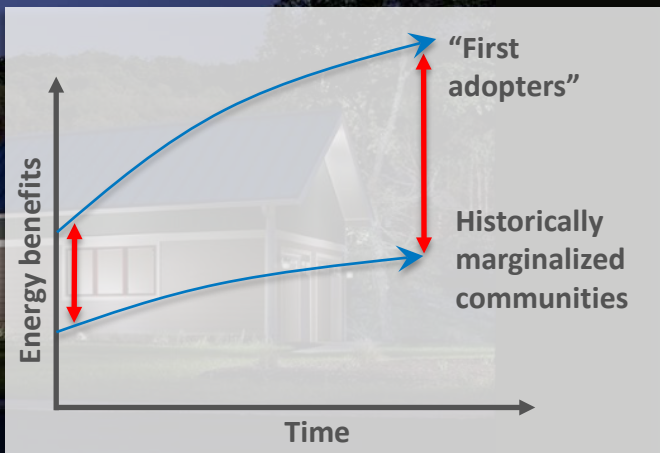 “First
adopters”
Historically
marginalized
communities
Energy benefits
Time